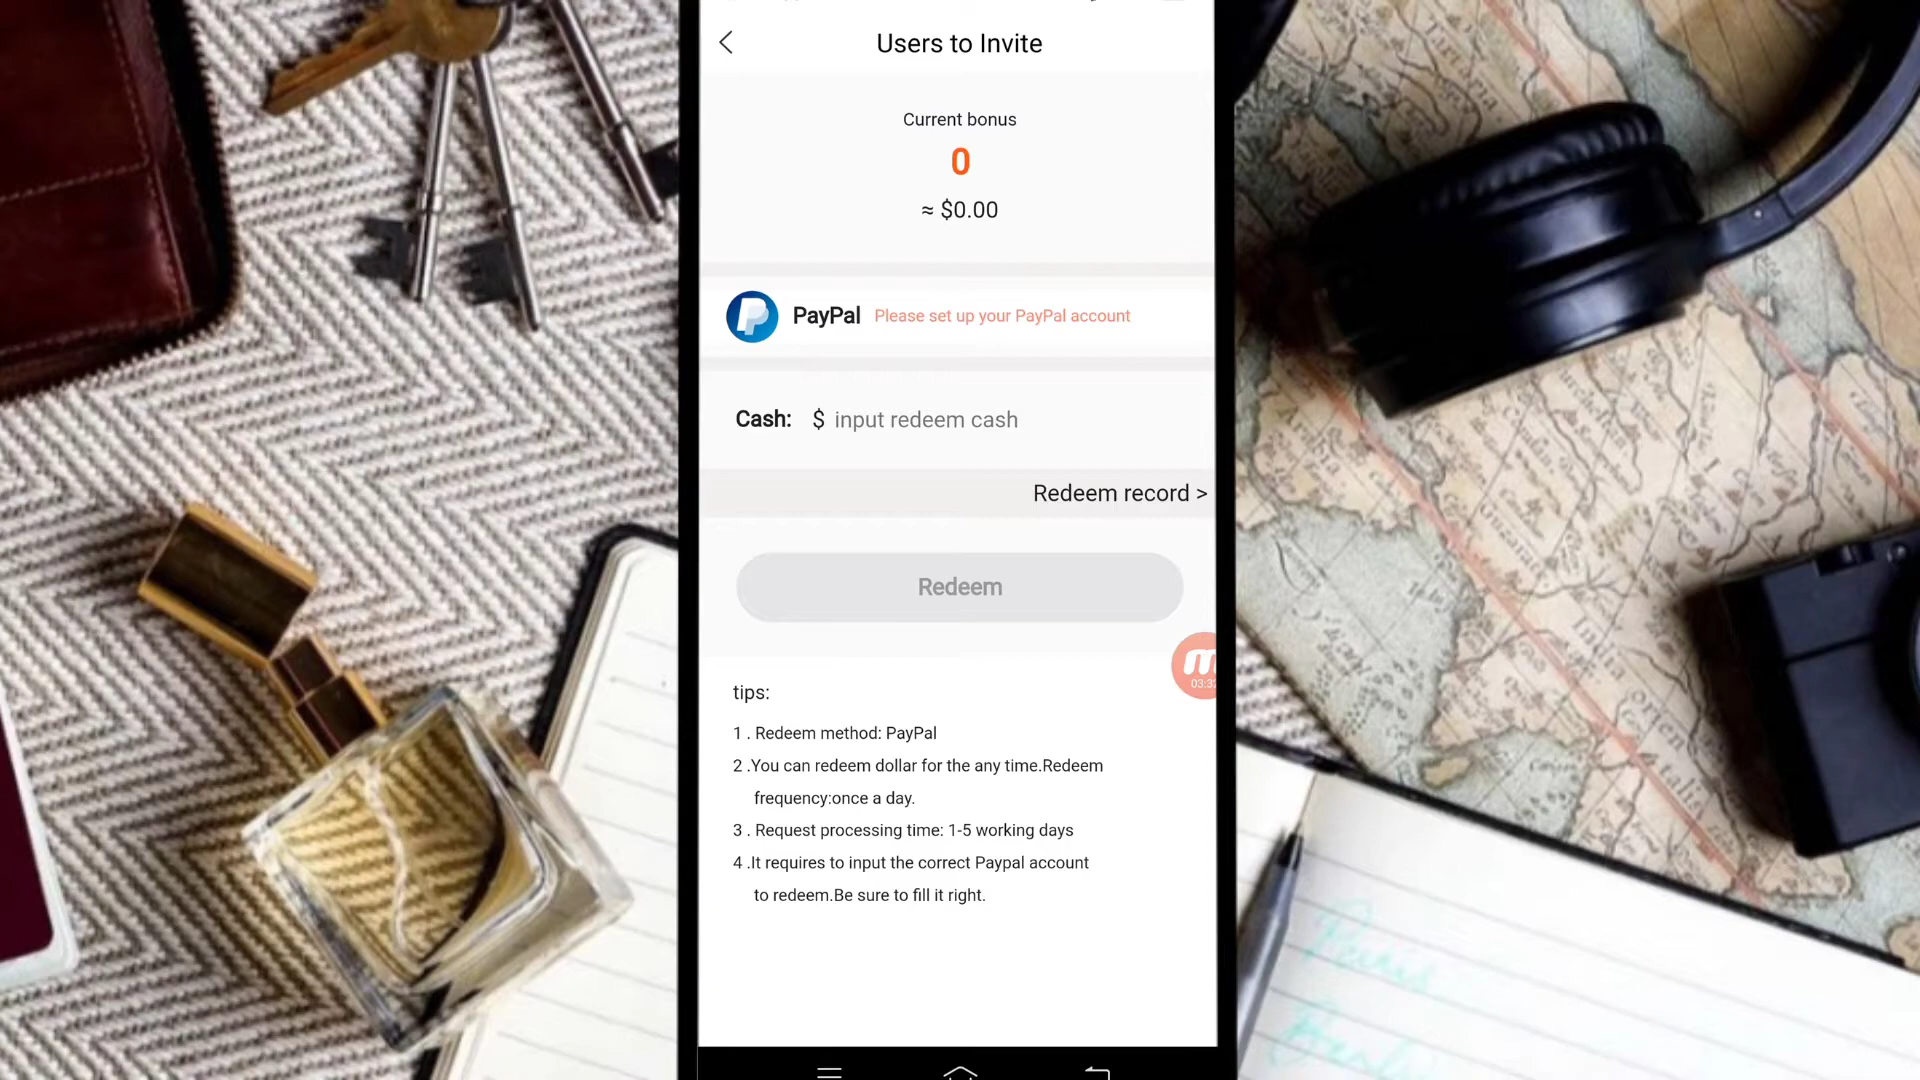 Users to Invite
Current bonus
0
≈ $0.00
PayPal Please set up your PayPal account
Cash: $ input redeem cash
Redeem record >
Redeem
03:3
tips:
1 . Redeem method: PayPal
2 .You can redeem dollar for the any time.Redeem
frequency:once a day.
3 . Request processing time: 1-5 working days
4 .It requires to input the correct Paypal account
to redeem.Be sure to fill it right.